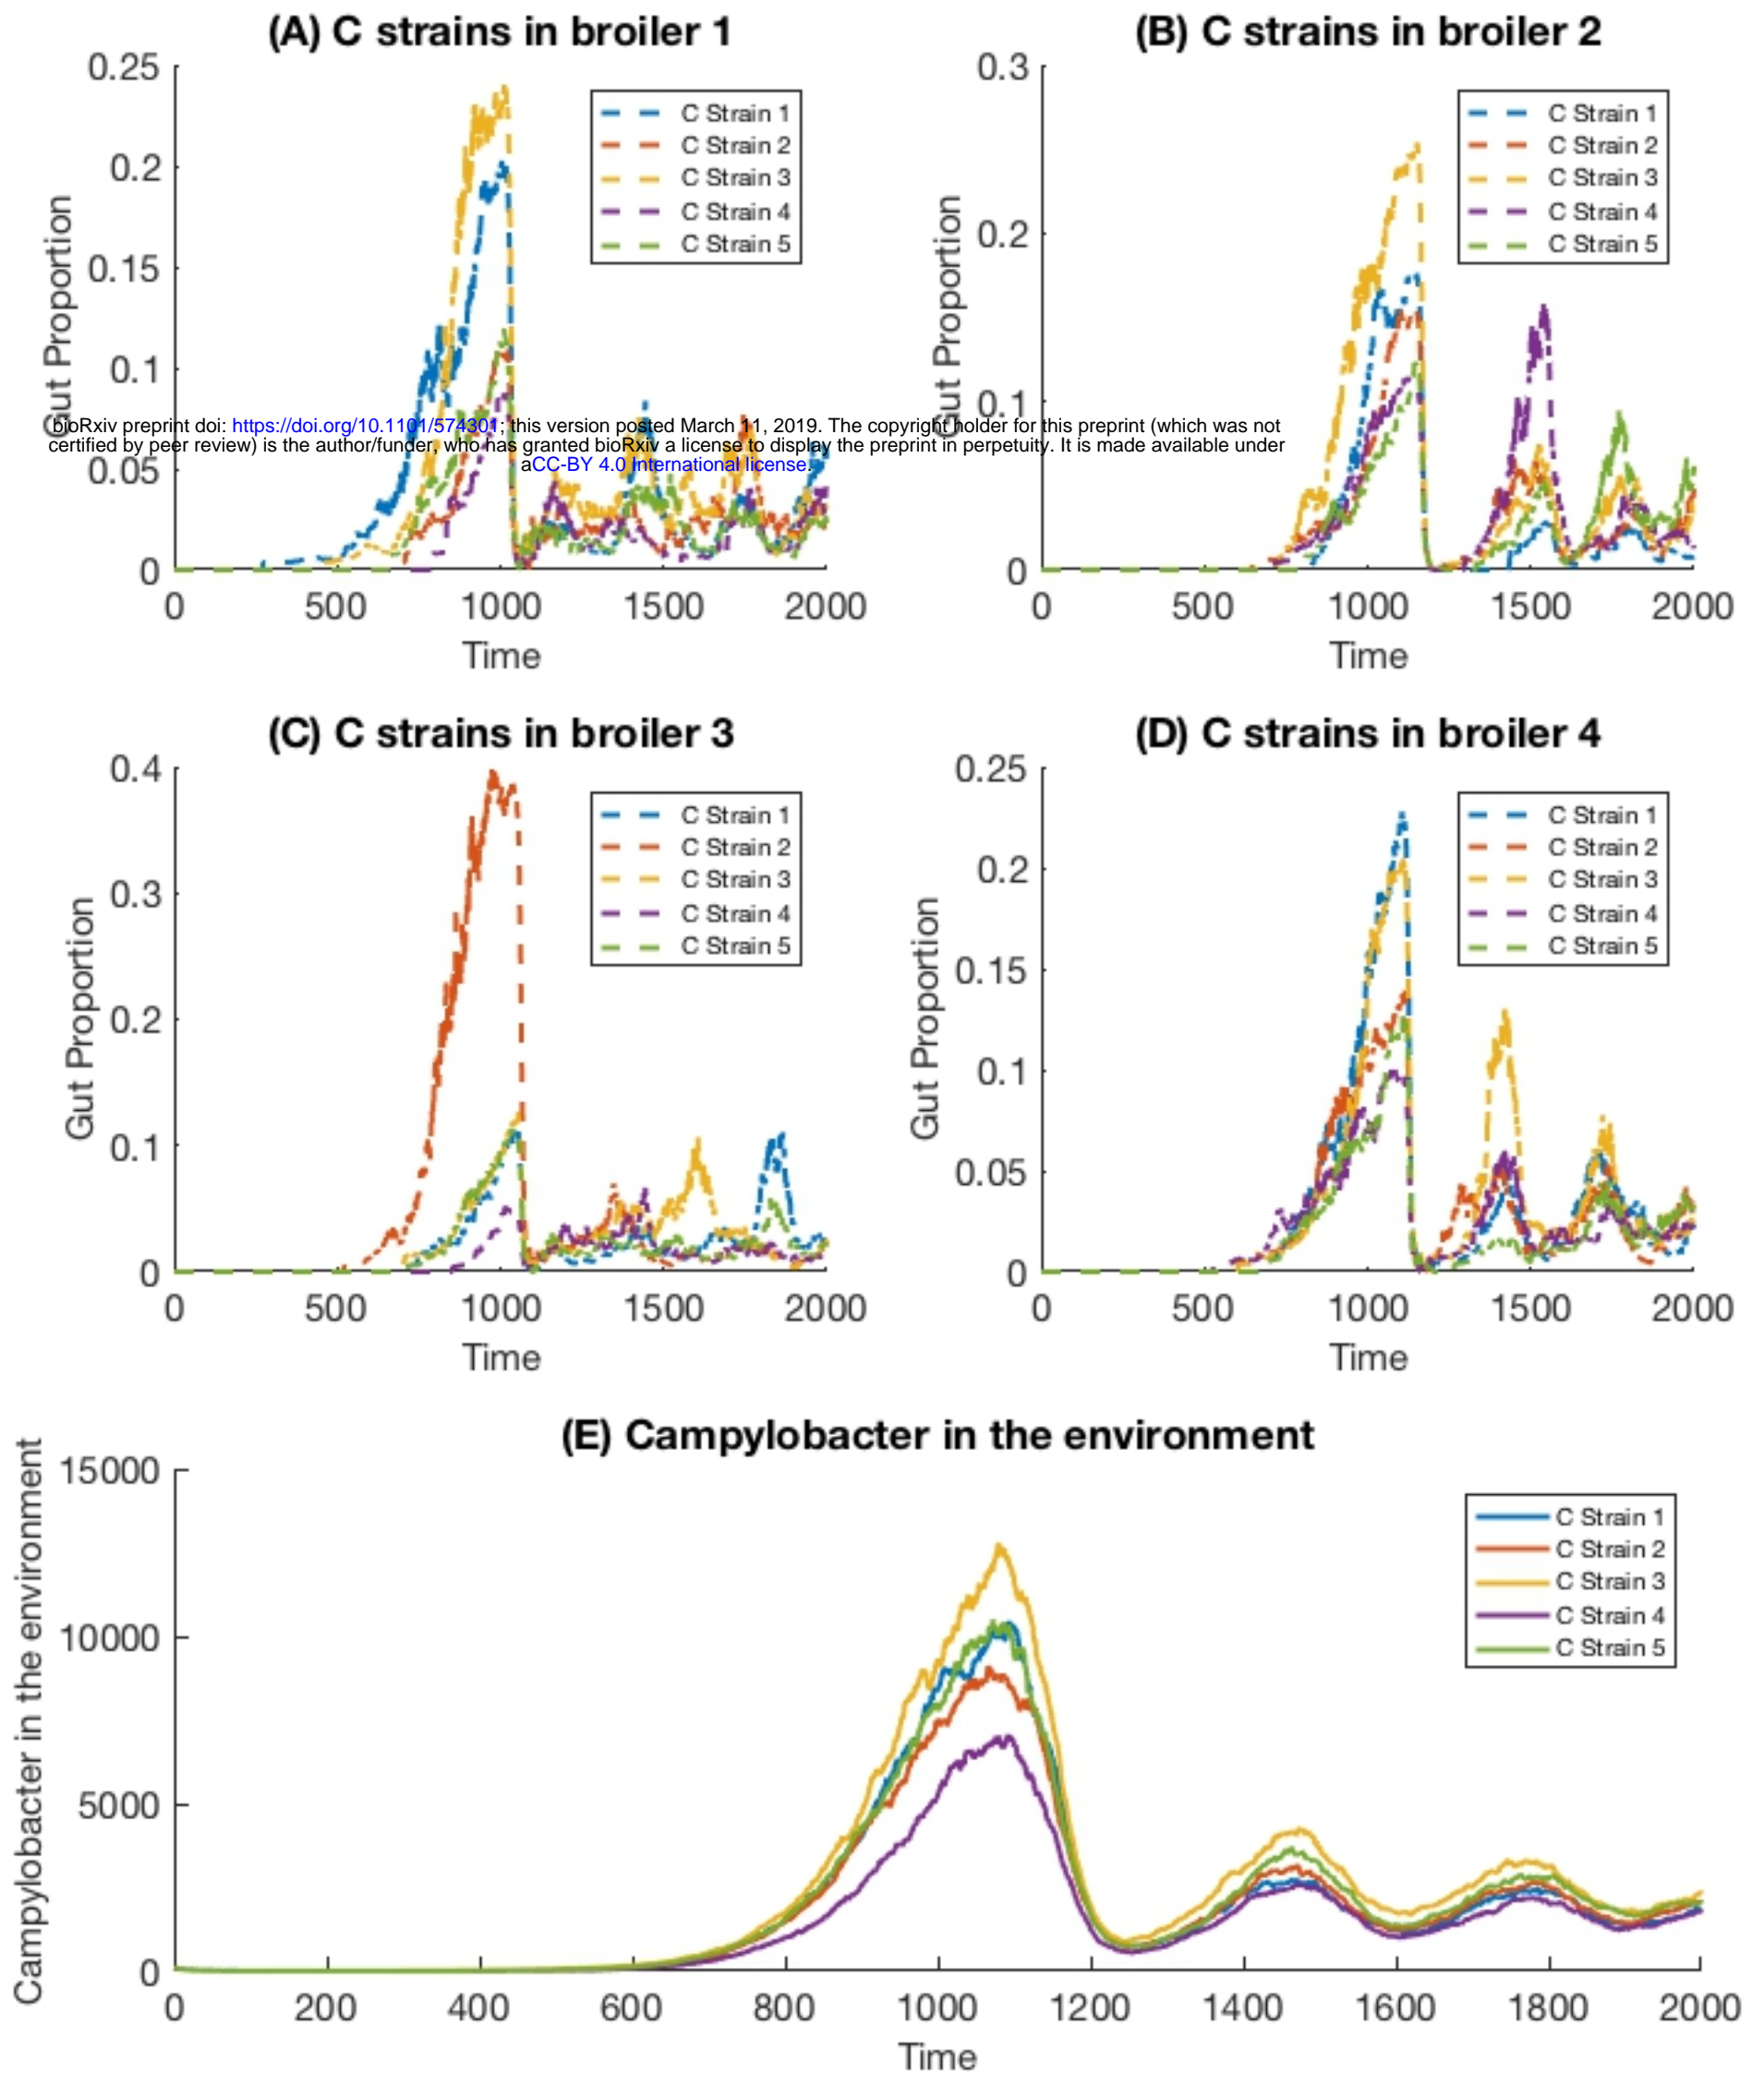 (A) C strains in broiler 1
0.25
0.2
0.15
0.1
0.05
0
Gut Proportion
C Strain 1
C Strain 2
C Strain 3
C Strain 4
C Strain 5
0 500 1000 1500 2000
Time
(B) C strains in broiler 2
0.3
0.2
0.1
0
Gut Proportion
C Strain 1
C Strain 2
C Strain 3
C Strain 4
C Strain 5
0 500 1000 1500 2000
Time
bioRxiv preprint doi: https://doi.org/10.1101/574301; this version posted March 11, 2019. The copyright holder for this preprint (which was not
certified by peer review) is the author/funder, who has granted bioRxiv a license to display the preprint in perpetuity. It is made available under
aCC-BY 4.0 International license.
(C) C strains in broiler 3
0.4
0.3
0.2
0.1
0
Gut Proportion
C Strain 1
C Strain 2
C Strain 3
C Strain 4
C Strain 5
0 500 1000 1500 2000
Time
(D) C strains in broiler 4
0.25
0.2
0.15
0.1
0.05
0
Gut Proportion
C Strain 1
C Strain 2
C Strain 3
C Strain 4
C Strain 5
0 500 1000 1500 2000
Time
(E) Campylobacter in the environment
15000
10000
5000
0
Campylobacter in the environment
C Strain 1
C Strain 2
C Strain 3
C Strain 4
C Strain 5
0 200 400 600 800 1000 1200 1400 1600 1800 2000
Time